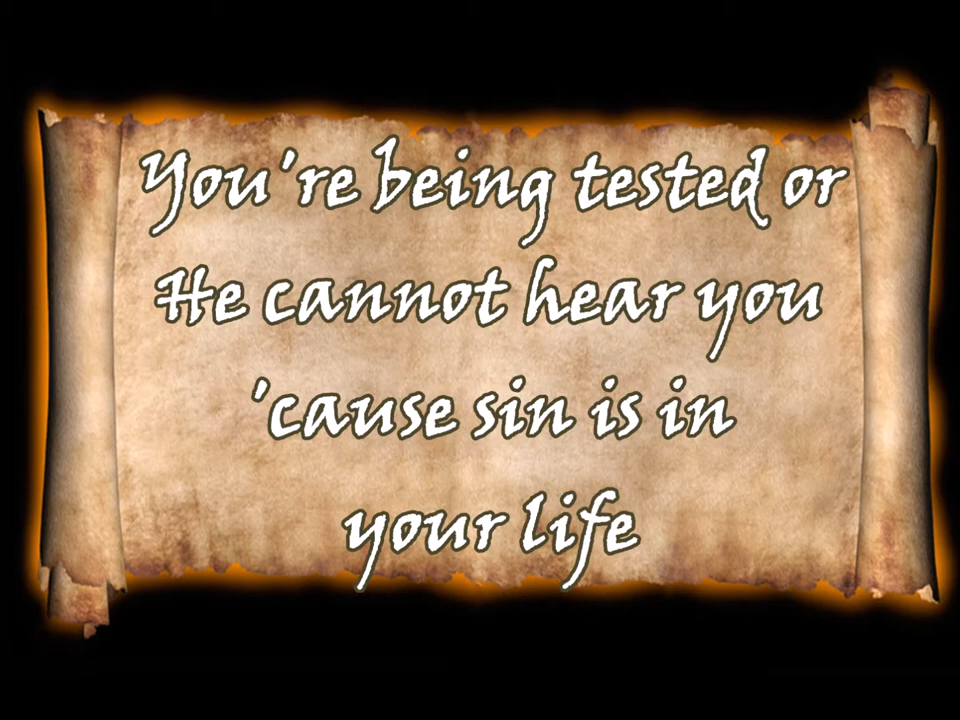 You're being tested or
He cannot hear you
'cause sin is in
your life